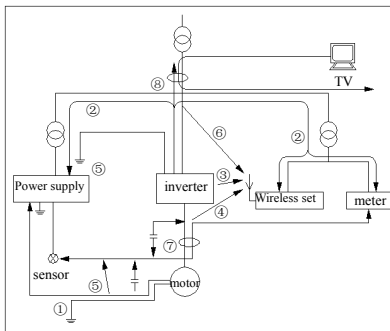 TV
⑧
②
②
⑥
⑤
Power supply
inverter
③
④
Wireless set
meter
⑦
sensor
⑤
motor
①